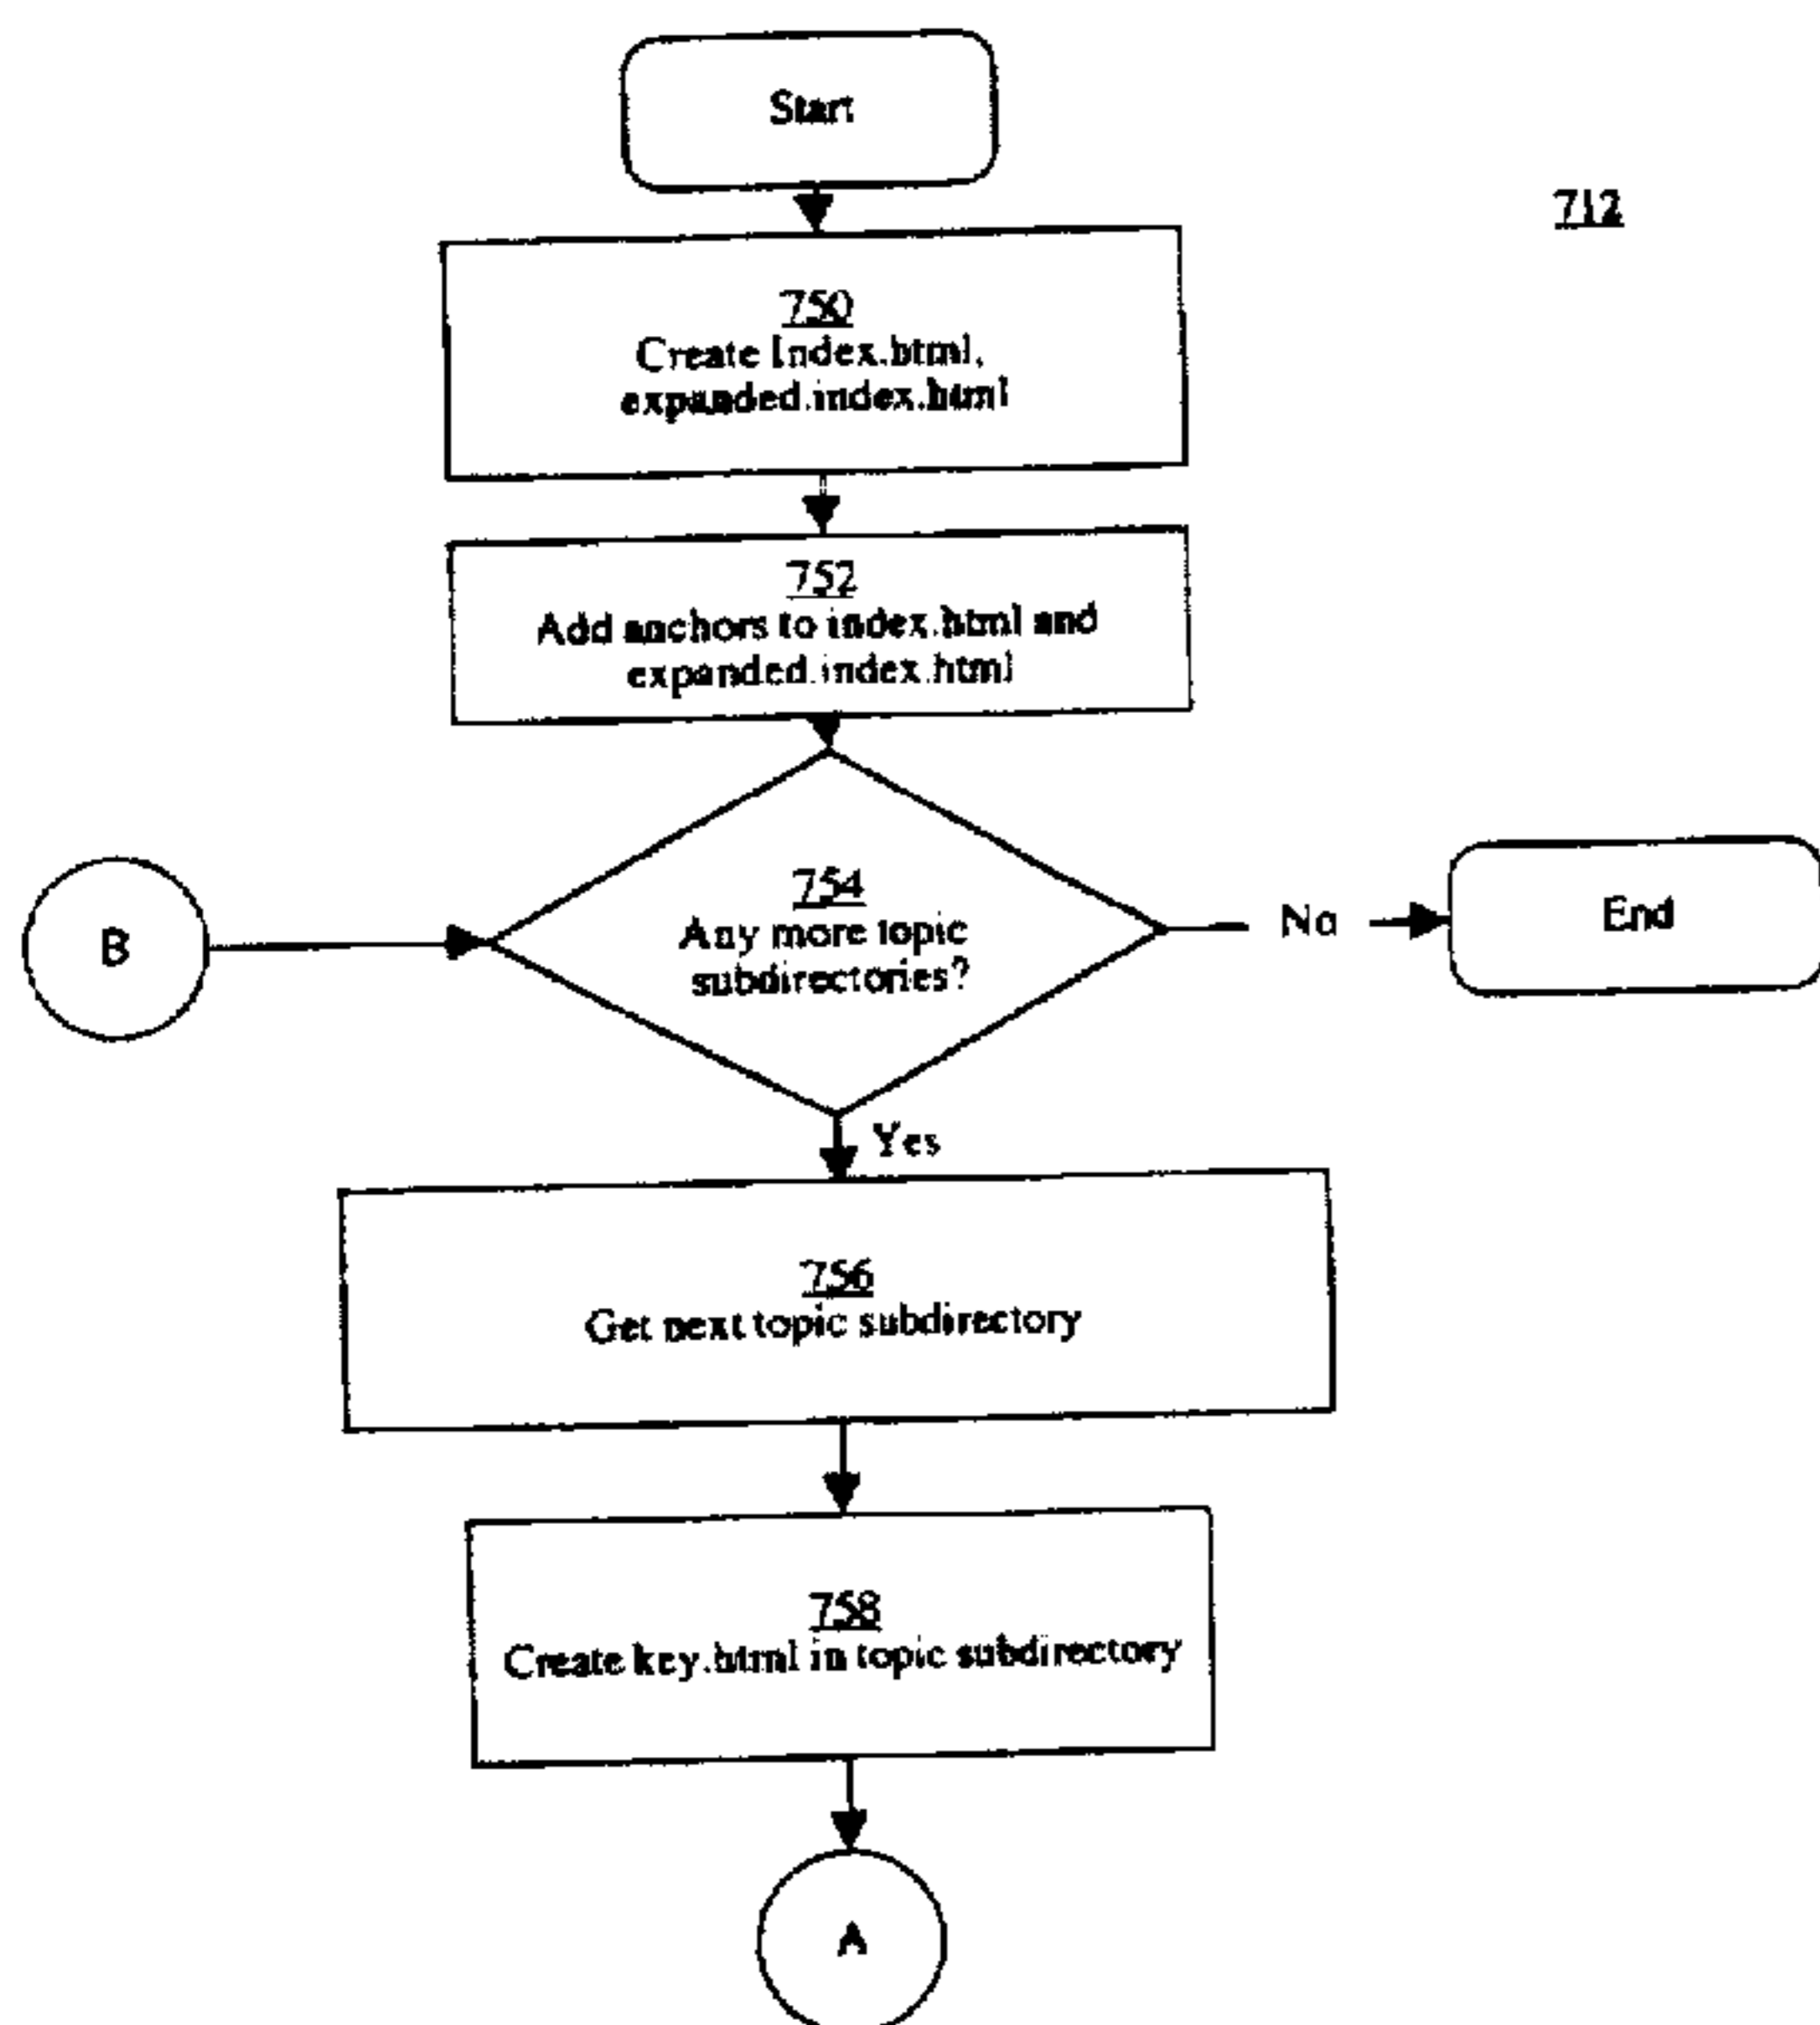 Start
712
750
Create Index.html,
expanded.index.html
752
Add anchors to index.html and
expanded.index.html
754
Any more topic
subdirectories?
B
No
End
Yes
756
Get next topic subdirectory
758
Create key.html in topic subdirectory
A